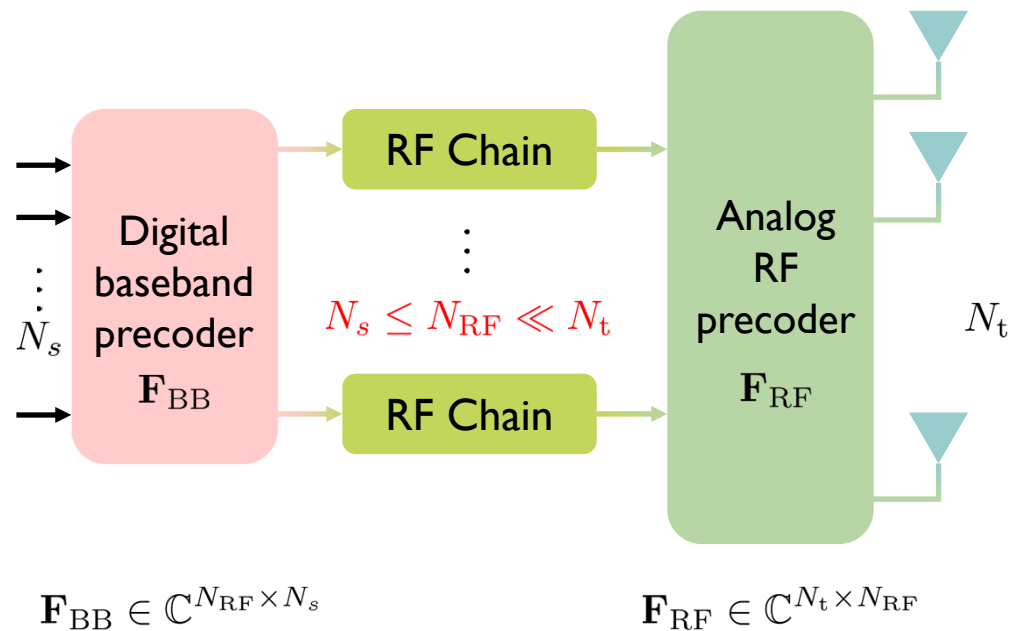 Digital
baseband
precoder
𝐅_BB
N_s
RF Chain
N_s ≤ N_RF ≪ N_t
RF Chain
Analog
RF
precoder
𝐅_RF
N_t
𝐅_BB ∈ ℂ^{N_RF × N_s}
𝐅_RF ∈ ℂ^{N_t × N_RF}